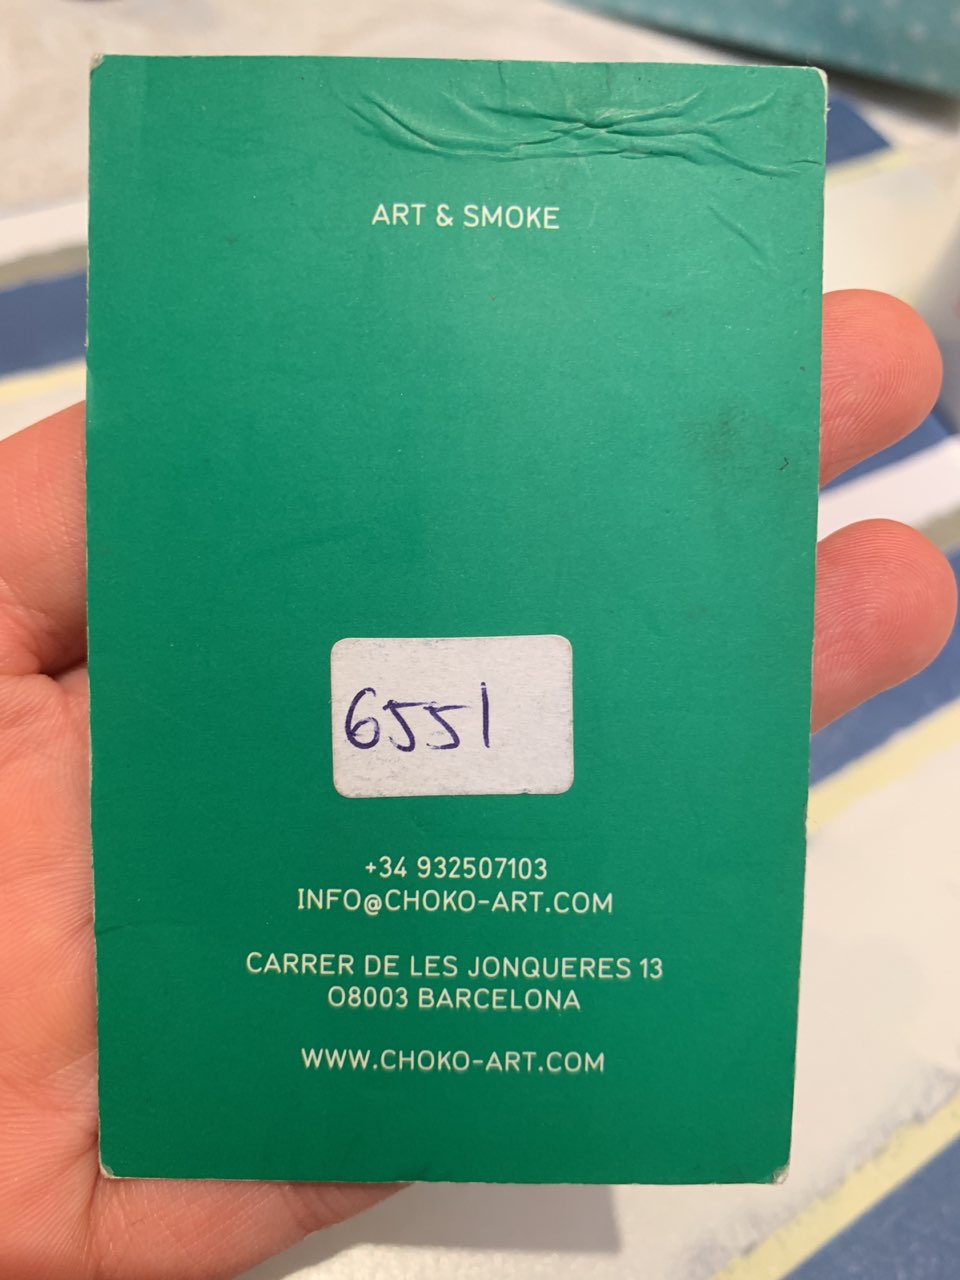 ART & SMOKE
6551
+34 932507103
INFO@CHOKO-ART.COM
CARRER DE LES JONQUERES 13
08003 BARCELONA
WWW.CHOKO-ART.COM